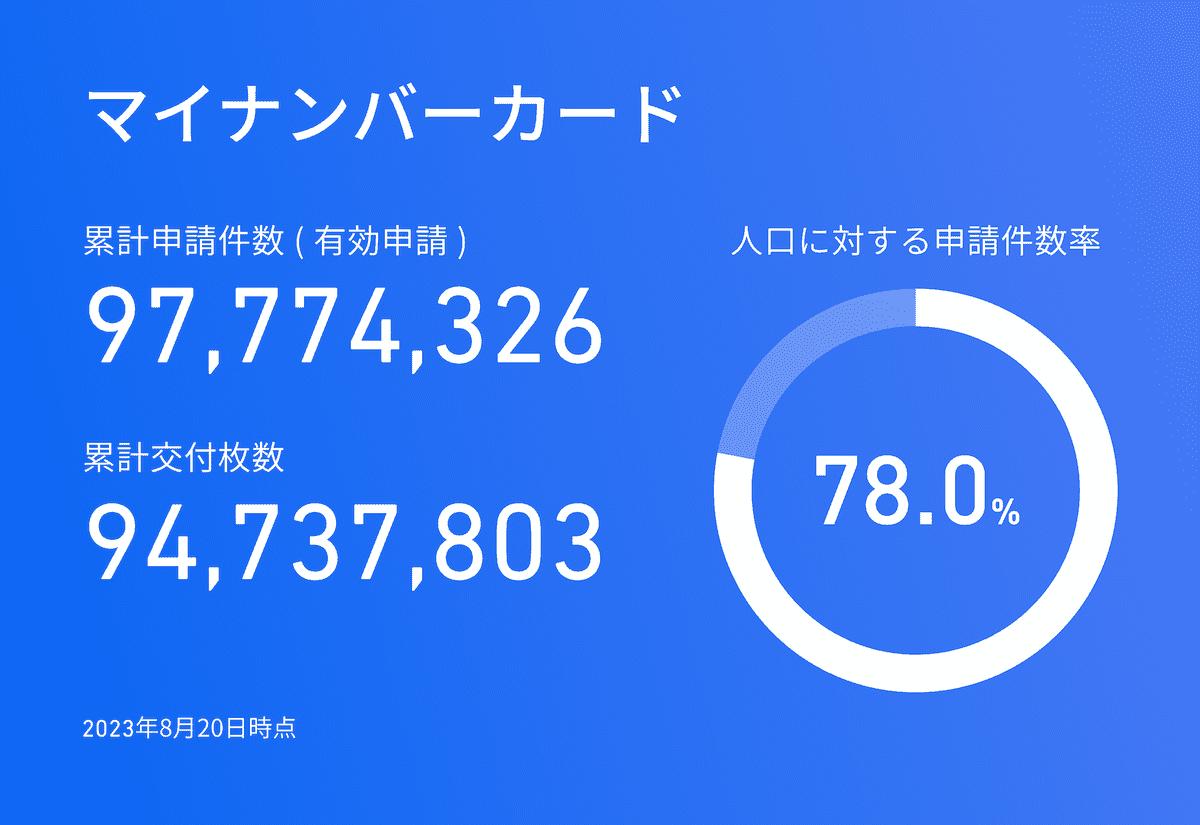 マイナンバーカード
累計申請件数 ( 有効申請 )
97,774,326
累計交付枚数
94,737,803
2023年8月20日時点
人口に対する申請件数率
78.0%